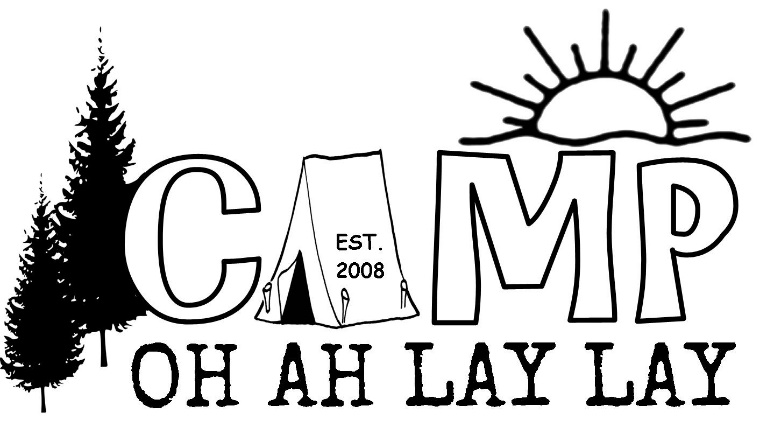 CAMP
EST.
2008
OH AH LAY LAY